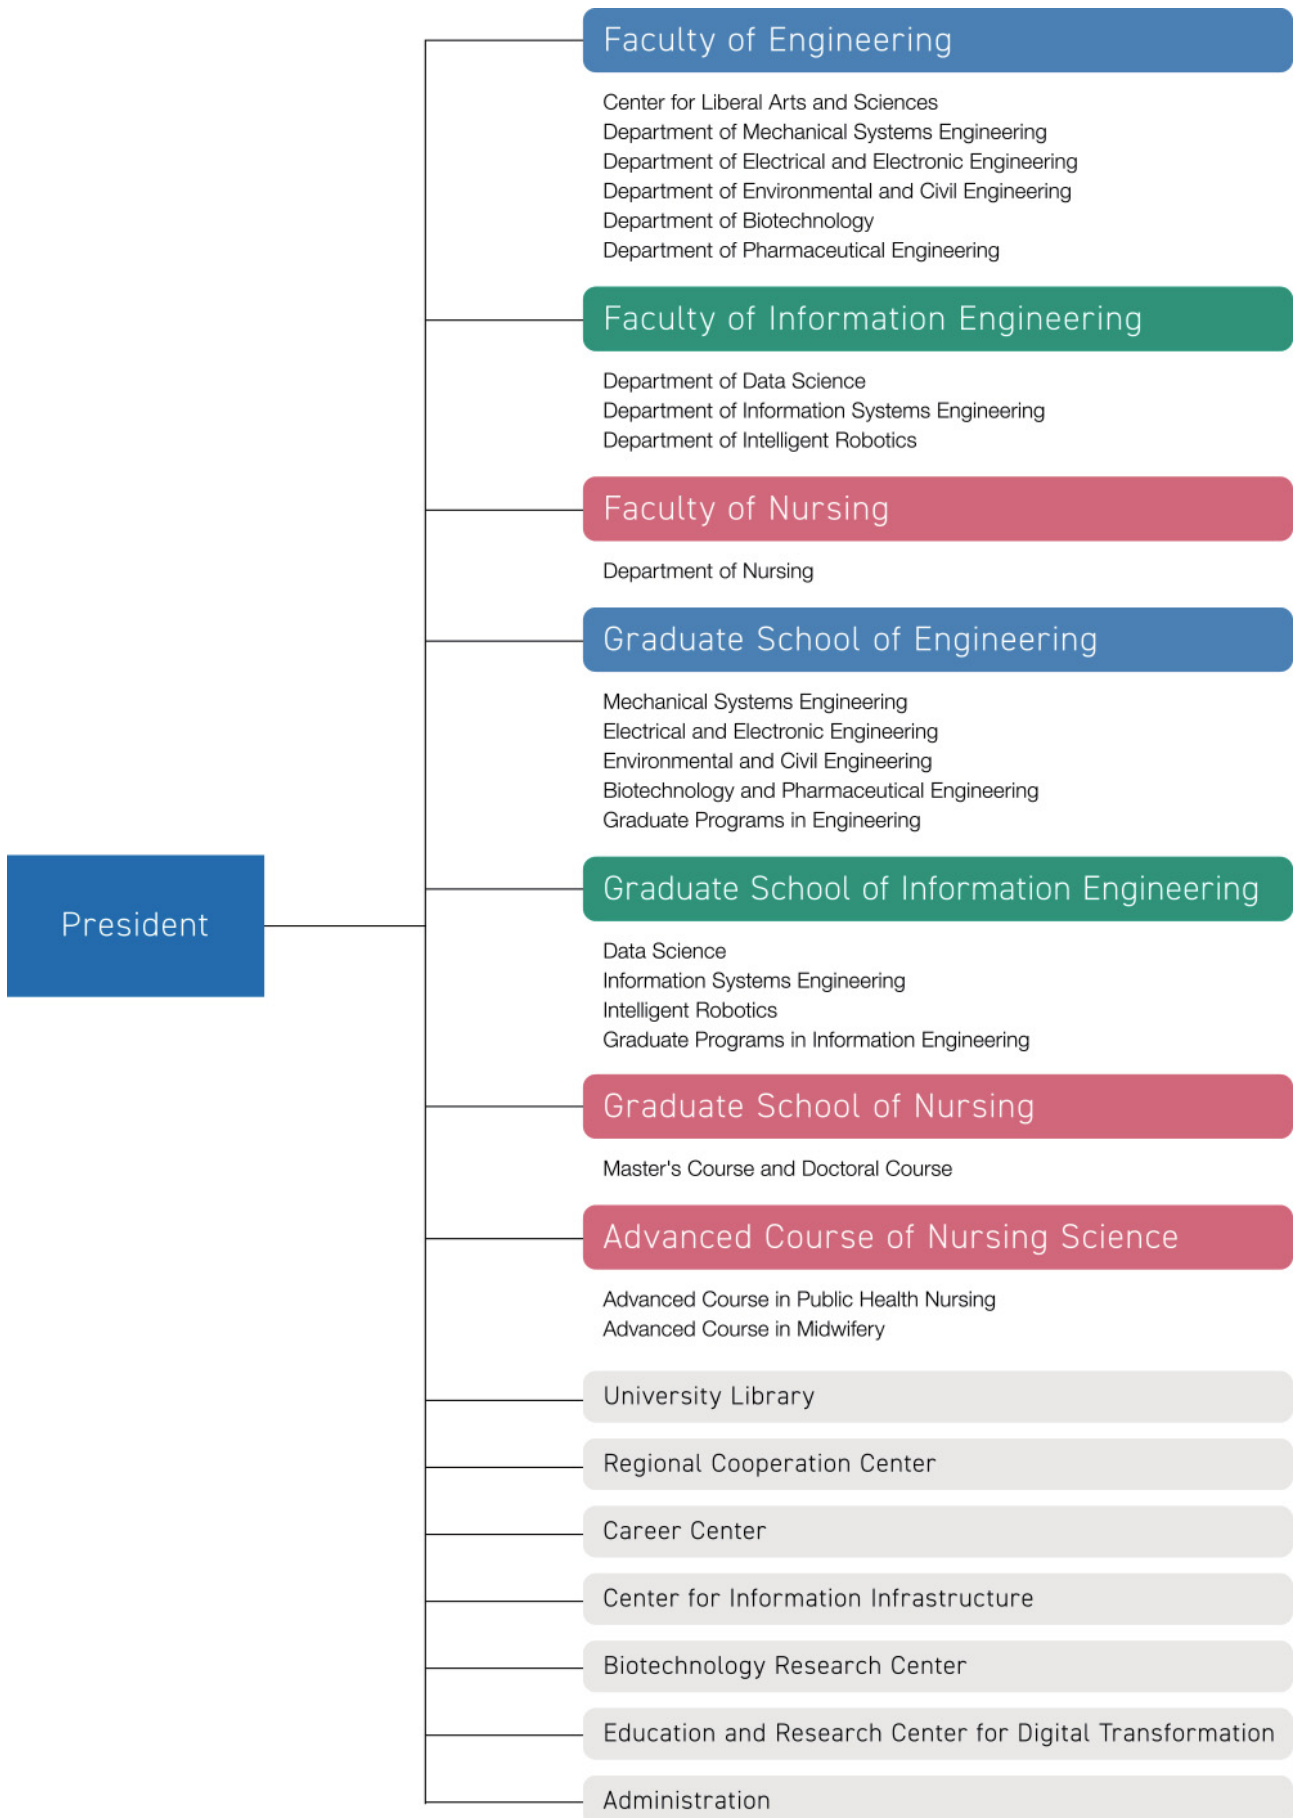 Faculty of Engineering
Center for Liberal Arts and Sciences
Department of Mechanical Systems Engineering
Department of Electrical and Electronic Engineering
Department of Environmental and Civil Engineering
Department of Biotechnology
Department of Pharmaceutical Engineering
Faculty of Information Engineering
Department of Data Science
Department of Information Systems Engineering
Department of Intelligent Robotics
Faculty of Nursing
Department of Nursing
Graduate School of Engineering
Mechanical Systems Engineering
Electrical and Electronic Engineering
Environmental and Civil Engineering
Biotechnology and Pharmaceutical Engineering
Graduate Programs in Engineering
President
Graduate School of Information Engineering
Data Science
Information Systems Engineering
Intelligent Robotics
Graduate Programs in Information Engineering
Graduate School of Nursing
Master's Course and Doctoral Course
Advanced Course of Nursing Science
Advanced Course in Public Health Nursing
Advanced Course in Midwifery
University Library
Regional Cooperation Center
Career Center
Center for Information Infrastructure
Biotechnology Research Center
Education and Research Center for Digital Transformation
Administration